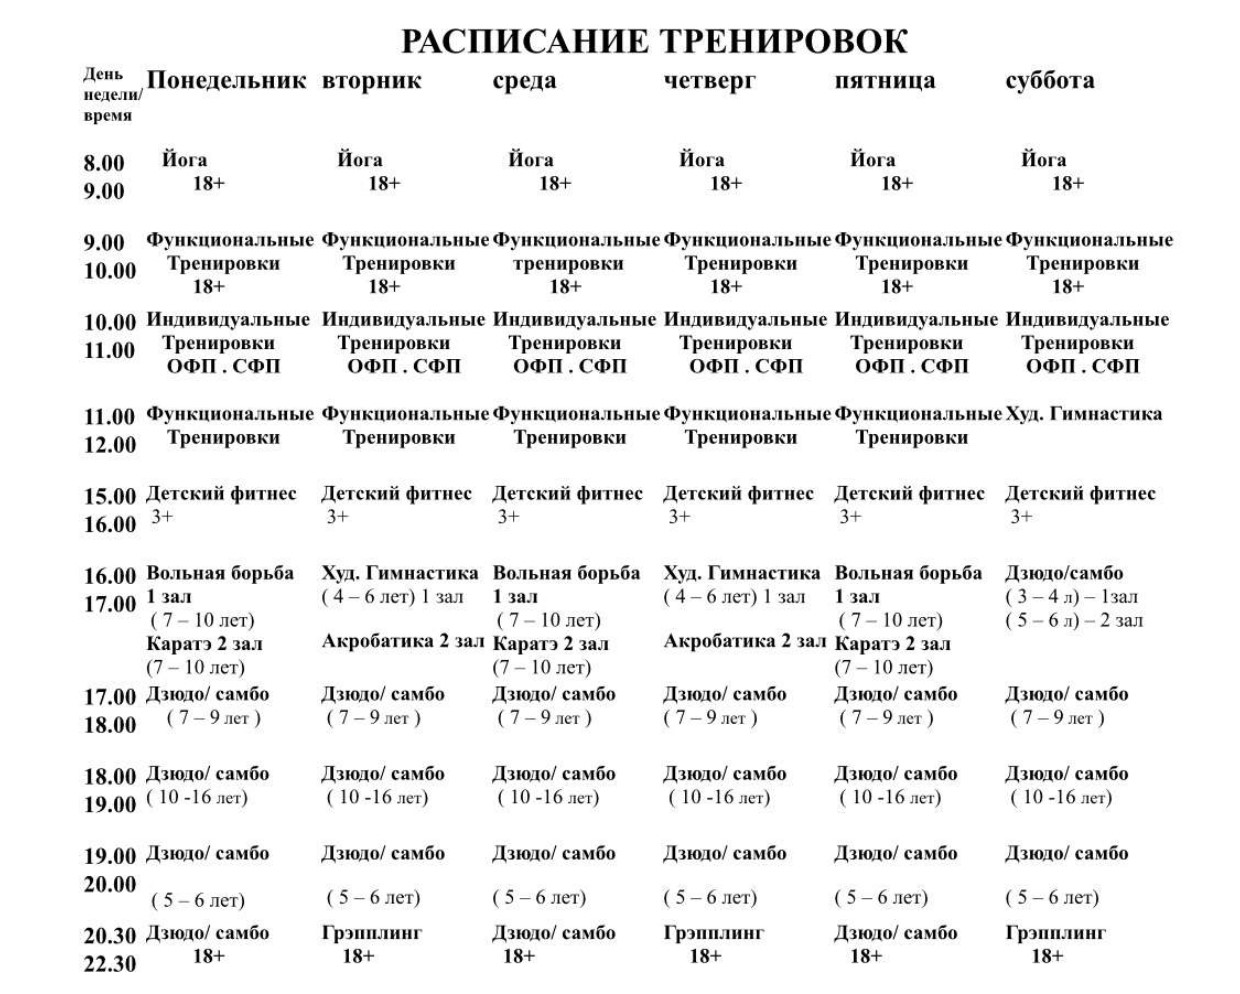 РАСПИСАНИЕ ТРЕНИРОВОК
День недели/ время Понедельник вторник среда четверг пятница суббота
8.00 Йога Йога Йога Йога Йога Йога
9.00 18+ 18+ 18+ 18+ 18+ 18+
9.00 Функциональные Функциональные Функциональные Функциональные Функциональные Функциональные
10.00 Тренировки Тренировки тренировки Тренировки Тренировки Тренировки
18+ 18+ 18+ 18+ 18+ 18+
10.00 Индивидуальные Индивидуальные Индивидуальные Индивидуальные Индивидуальные Индивидуальные
11.00 Тренировки Тренировки Тренировки Тренировки Тренировки Тренировки
ОФП . СФП ОФП . СФП ОФП . СФП ОФП . СФП ОФП . СФП ОФП . СФП
11.00 Функциональные Функциональные Функциональные Функциональные Функциональные Худ. Гимнастика
12.00 Тренировки Тренировки Тренировки Тренировки Тренировки
15.00 Детский фитнес Детский фитнес Детский фитнес Детский фитнес Детский фитнес Детский фитнес
16.00 3+ 3+ 3+ 3+ 3+ 3+
16.00 Вольная борьба Худ. Гимнастика Вольная борьба Худ. Гимнастика Вольная борьба Дзюдо/самбо
17.00 1 зал ( 4 – 6 лет) 1 зал 1 зал ( 4 – 6 лет) 1 зал 1 зал ( 3 – 4 л) – 1зал
( 7 – 10 лет) ( 7 – 10 лет) ( 7 – 10 лет) ( 5 – 6 л) – 2 зал
Каратэ 2 зал Акробатика 2 зал Каратэ 2 зал Акробатика 2 зал Каратэ 2 зал
(7 – 10 лет) (7 – 10 лет) (7 – 10 лет)
17.00 Дзюдо/ самбо Дзюдо/ самбо Дзюдо/ самбо Дзюдо/ самбо Дзюдо/ самбо Дзюдо/ самбо
18.00 ( 7 – 9 лет ) ( 7 – 9 лет ) ( 7 – 9 лет ) ( 7 – 9 лет ) ( 7 – 9 лет ) ( 7 – 9 лет )
18.00 Дзюдо/ самбо Дзюдо/ самбо Дзюдо/ самбо Дзюдо/ самбо Дзюдо/ самбо Дзюдо/ самбо
19.00 ( 10 -16 лет) ( 10 -16 лет) ( 10 -16 лет) ( 10 -16 лет) ( 10 -16 лет) ( 10 -16 лет)
19.00 Дзюдо/ самбо Дзюдо/ самбо Дзюдо/ самбо Дзюдо/ самбо Дзюдо/ самбо Дзюдо/ самбо
20.00 ( 5 – 6 лет) ( 5 – 6 лет) ( 5 – 6 лет) ( 5 – 6 лет) ( 5 – 6 лет) ( 5 – 6 лет)
20.30 Дзюдо/ самбо Грэпплинг Дзюдо/ самбо Грэпплинг Дзюдо/ самбо Грэпплинг
22.30 18+ 18+ 18+ 18+ 18+ 18+